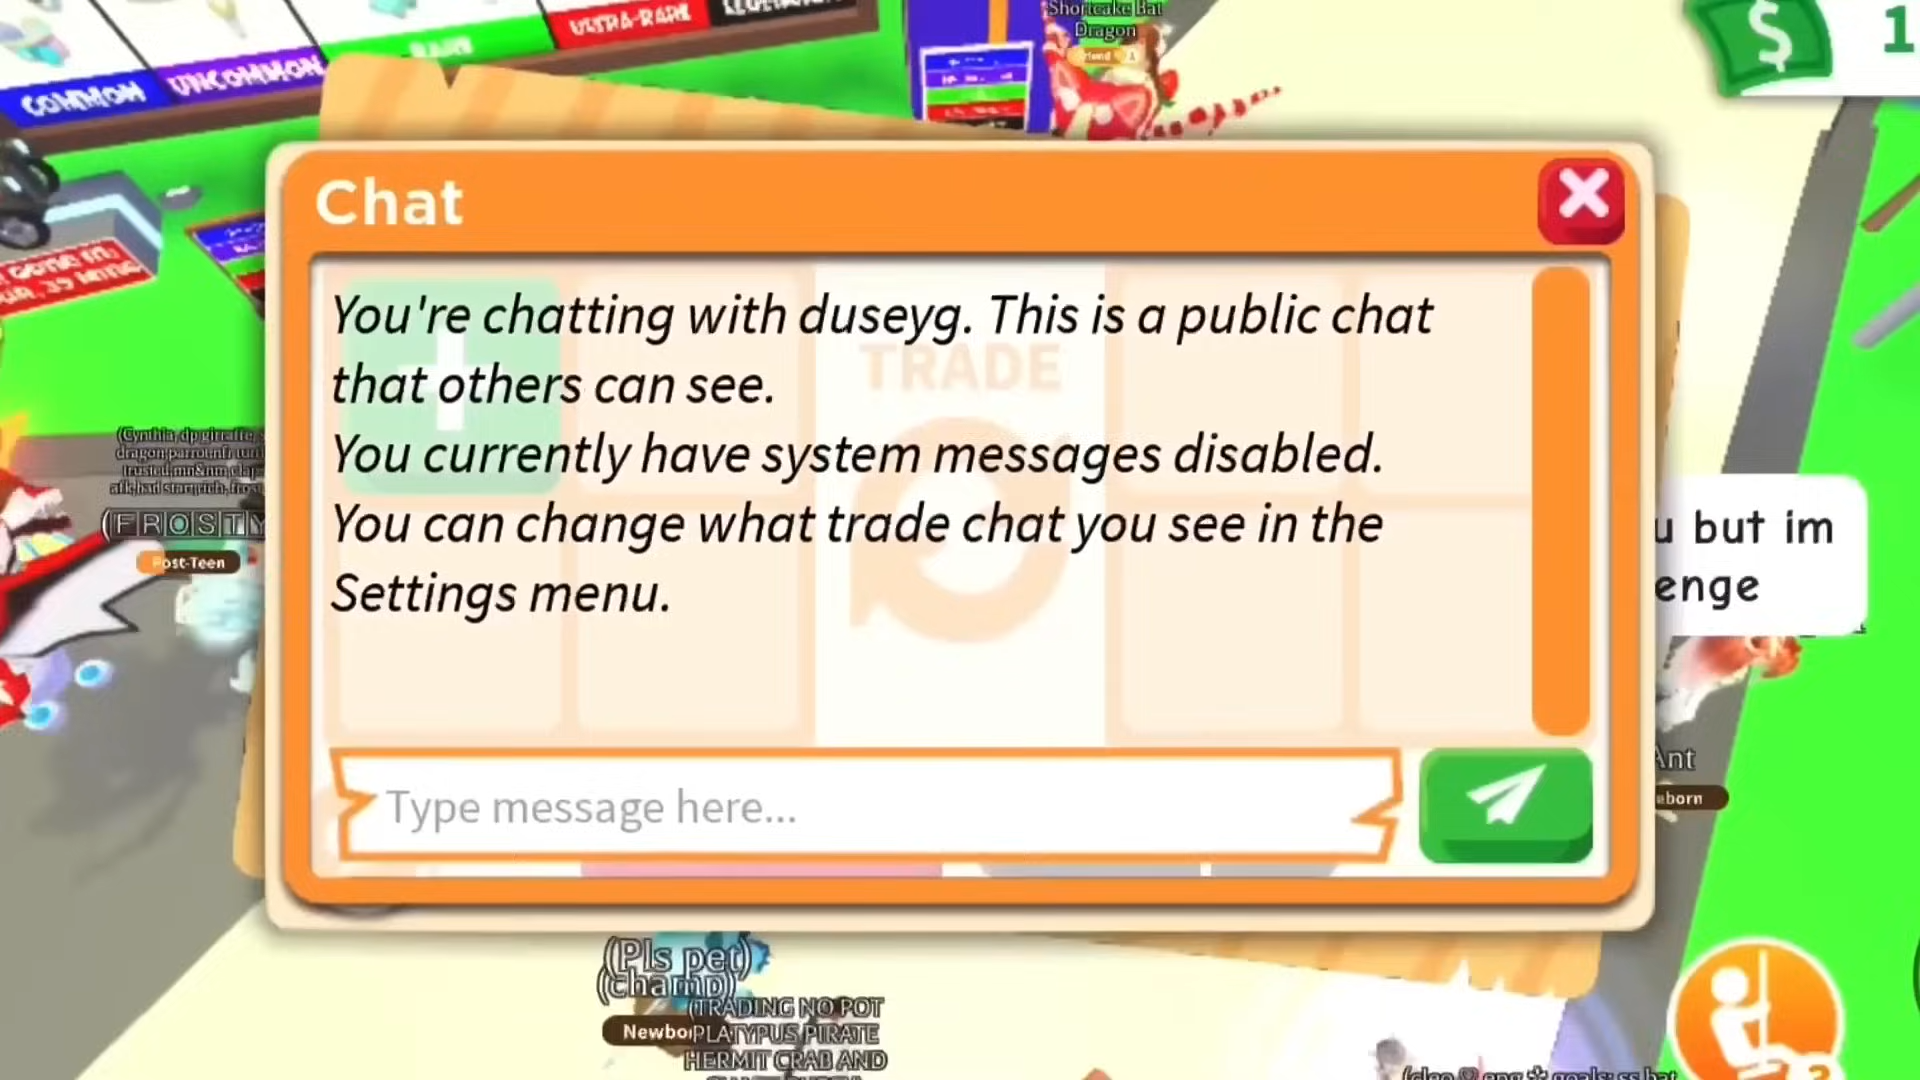 Shortcake Bat
Dragon
COMMON
UNCOMMON
RARE
ULTRA-RARE
1
Chat
You're chatting with duseyg. This is a public chat
that others can see.
You currently have system messages disabled.
You can change what trade chat you see in the
Settings menu.
TRADE
Type message here...
u but im
enge
(FROSTY
Post-Teen
Ant
eborn
(Pls pet)
(champ)
Newbo
(TRADING NO POT
PLATYPUS PIRATE
HERMIT CRAB AND